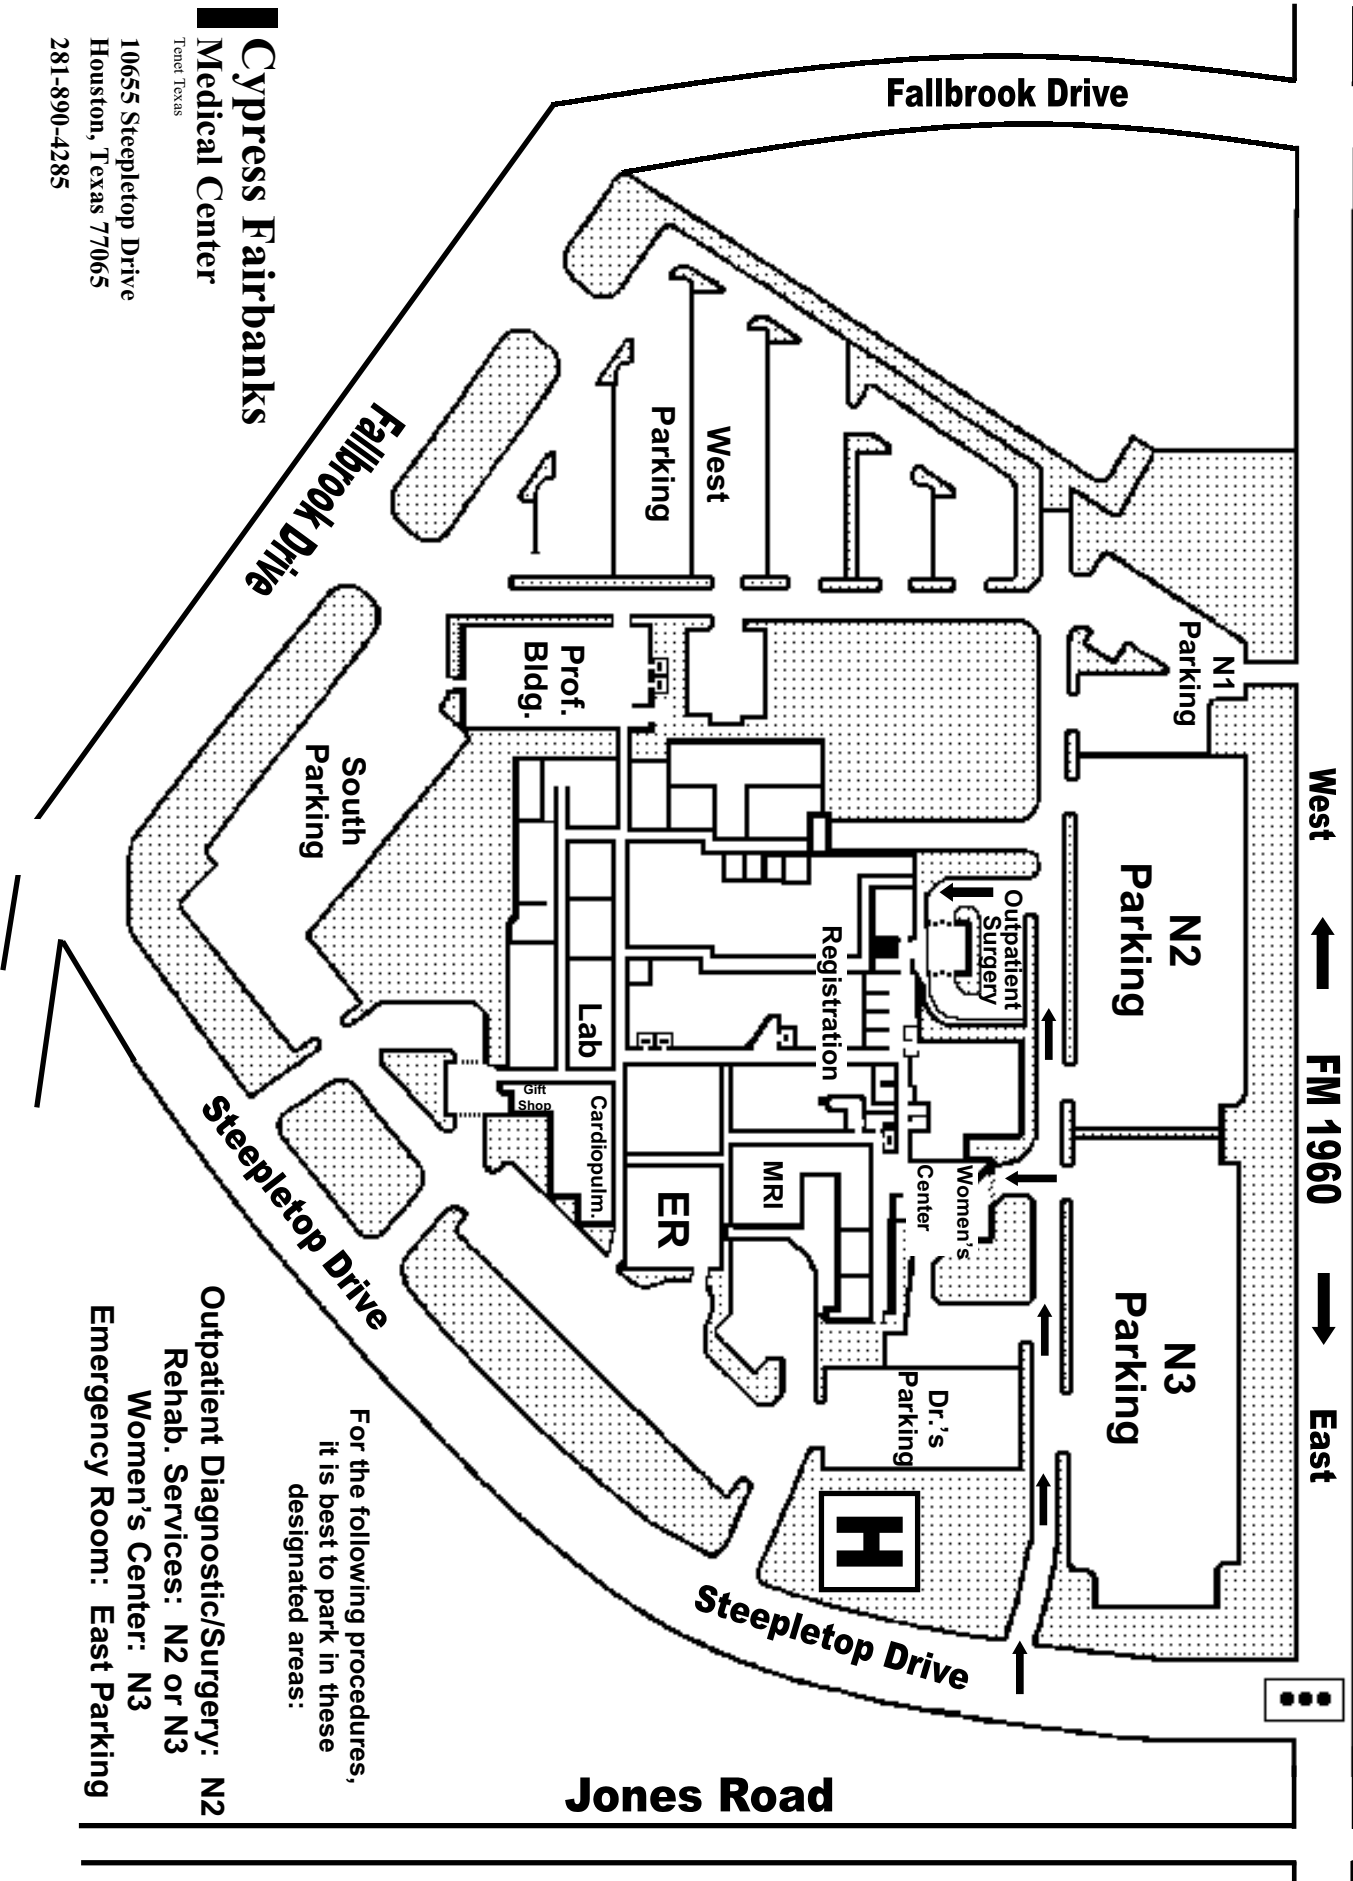 Cypress Fairbanks
Medical Center
Tenet Texas
10655 Steepletop Drive
Houston, Texas 77065
281-890-4285
Fallbrook Drive
Fallbrook Drive
West
FM 1960
East
N1
Parking
N2
Parking
N3
Parking
West
Parking
Prof.
Bldg.
South
Parking
Outpatient
Surgery
Registration
Lab
Gift
Shop
Cardiopulm.
MRI
ER
Women's
Center
Dr.'s
Parking
H
Steepletop Drive
Steepletop Drive
Jones Road
For the following procedures,
it is best to park in these
designated areas:
Outpatient Diagnostic/Surgery: N2
Rehab. Services: N2 or N3
Women's Center: N3
Emergency Room: East Parking